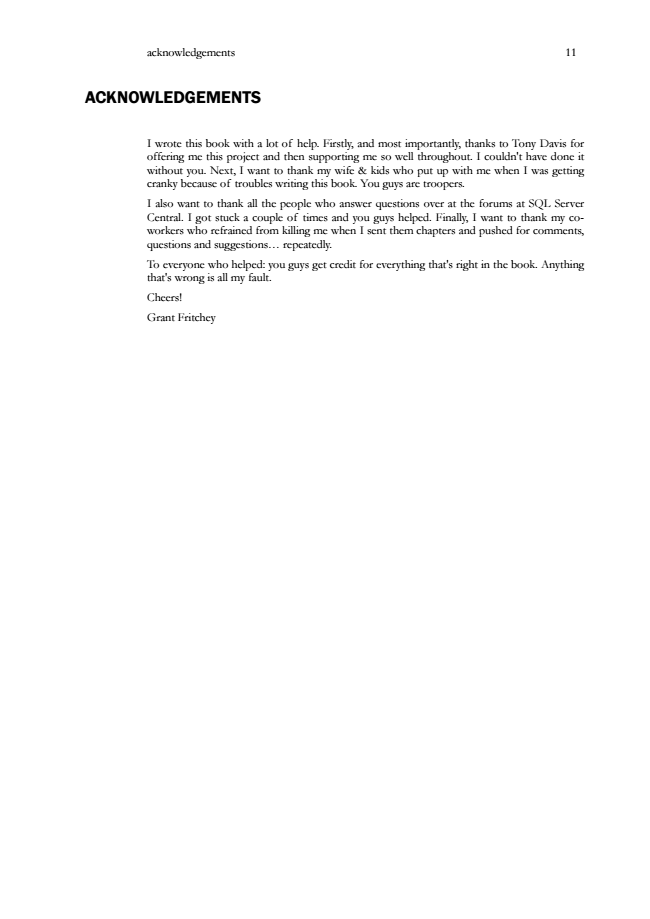 acknowledgements 11
ACKNOWLEDGEMENTS
I wrote this book with a lot of help. Firstly, and most importantly, thanks to Tony Davis for
offering me this project and then supporting me so well throughout. I couldn't have done it
without you. Next, I want to thank my wife & kids who put up with me when I was getting
cranky because of troubles writing this book. You guys are troopers.
I also want to thank all the people who answer questions over at the forums at SQL Server
Central. I got stuck a couple of times and you guys helped. Finally, I want to thank my co-
workers who refrained from killing me when I sent them chapters and pushed for comments,
questions and suggestions… repeatedly.
To everyone who helped: you guys get credit for everything that's right in the book. Anything
that's wrong is all my fault.
Cheers!
Grant Fritchey